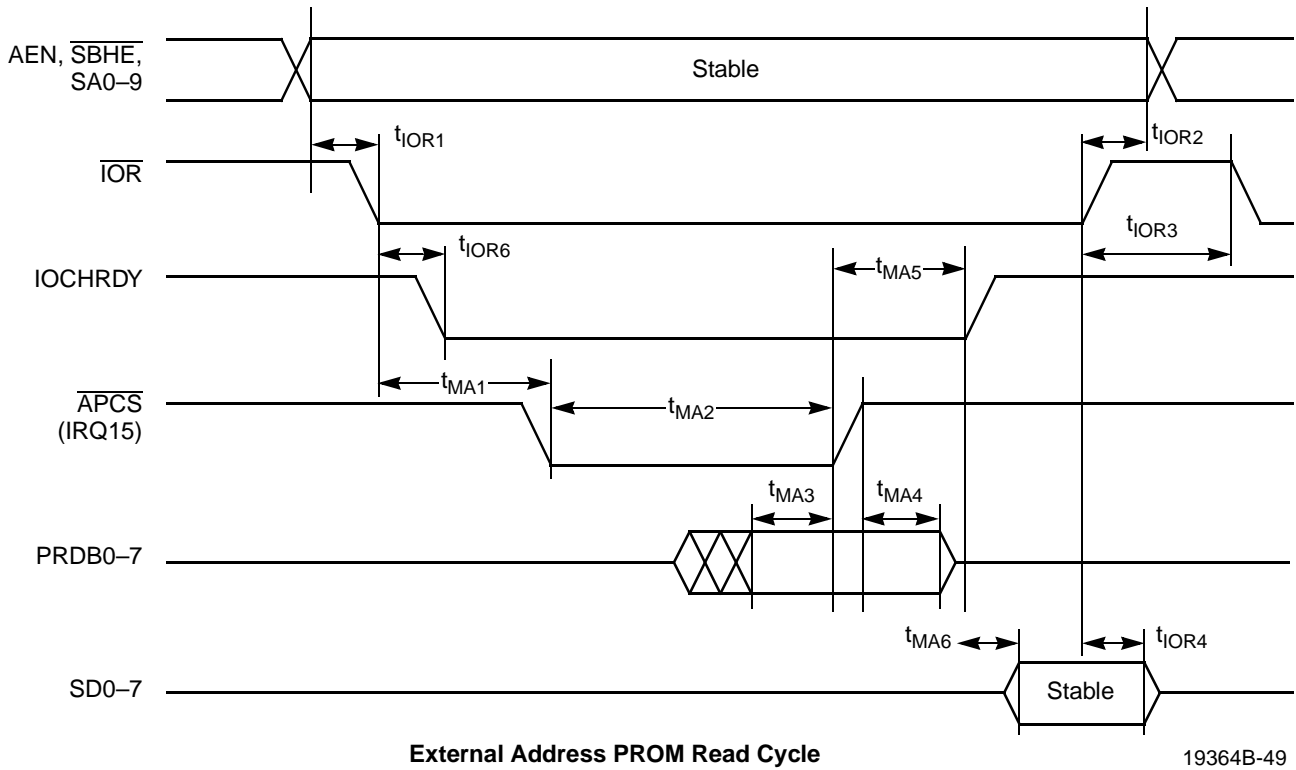 AEN, SBHE,
SA0–9
Stable
tIOR1
tIOR2
IOR
tIOR3
tIOR6
IOCHRDY
tMA5
tMA1
APCS
(IRQ15)
tMA2
tMA3
tMA4
PRDB0–7
tMA6
tIOR4
SD0–7
Stable
External Address PROM Read Cycle
19364B-49